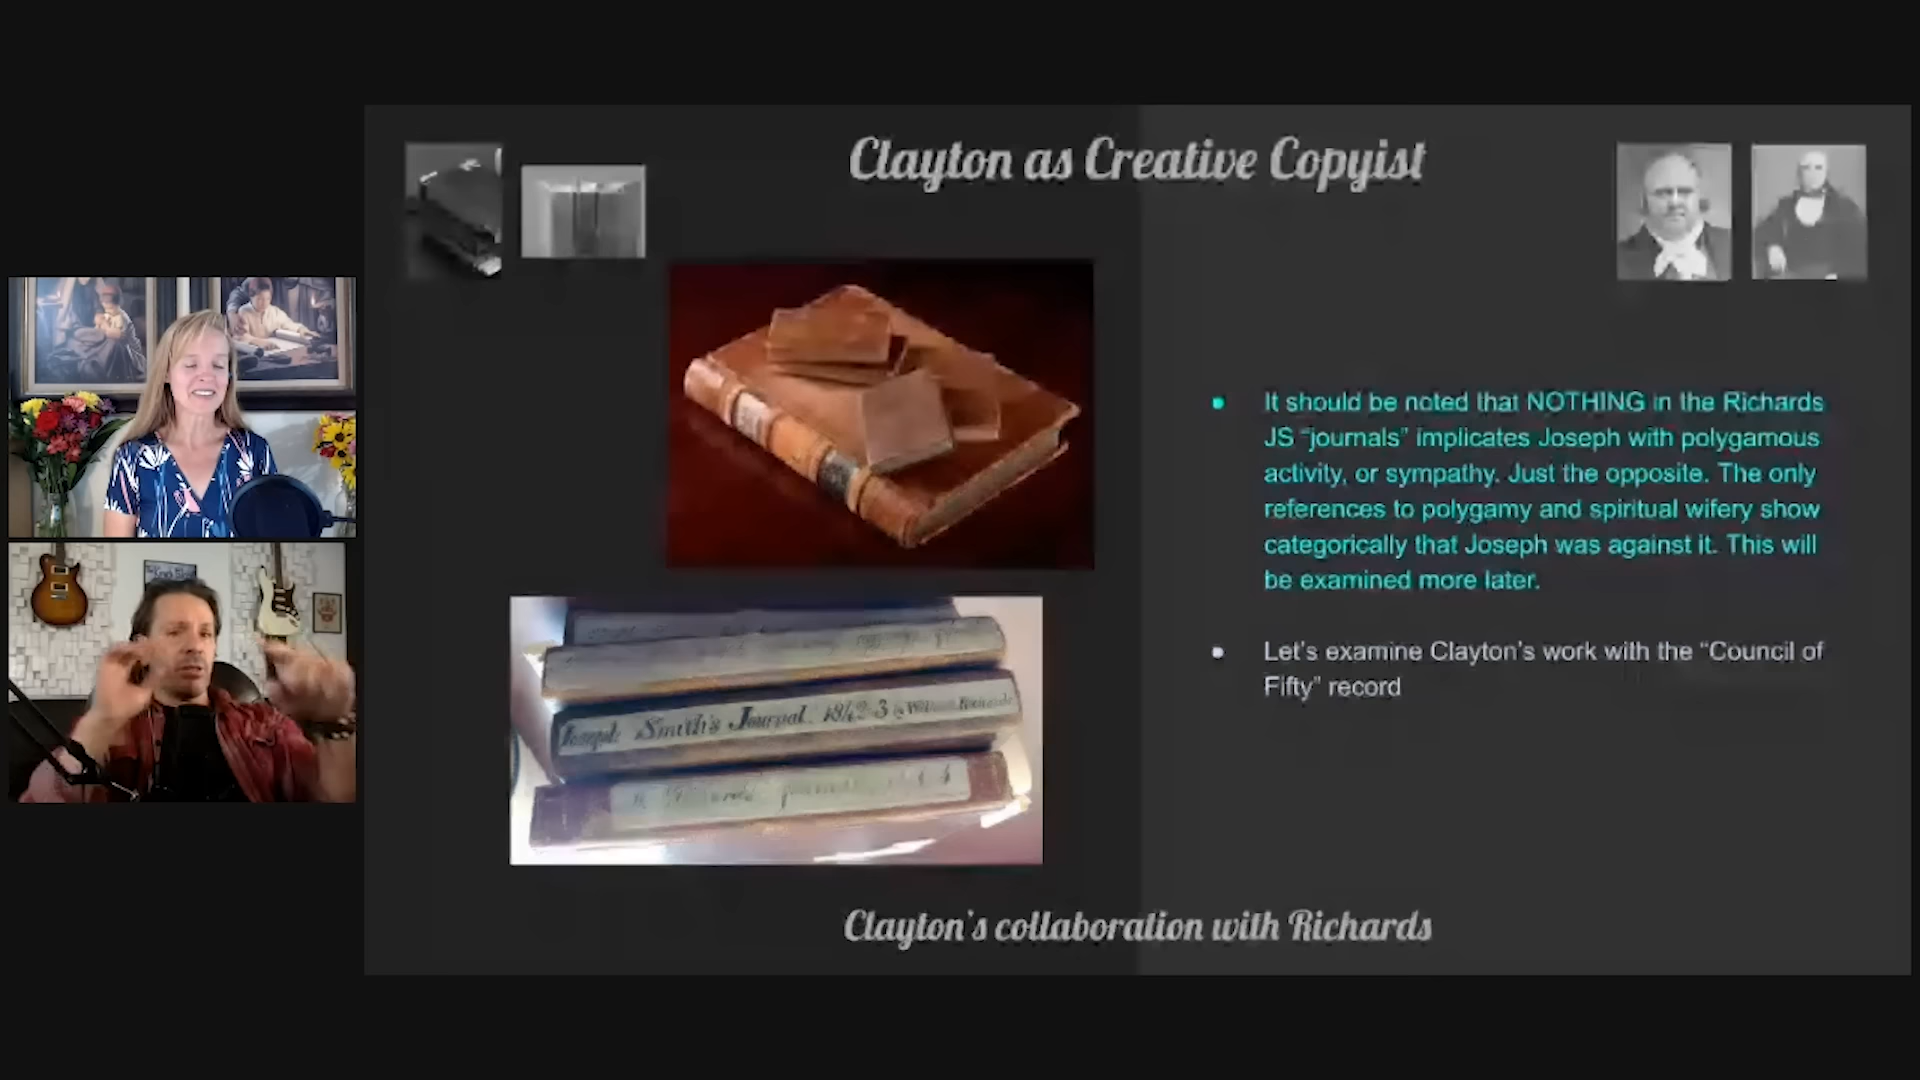 Clayton as Creative Copyist
It should be noted that NOTHING in the Richards
JS “journals” implicates Joseph with polygamous
activity, or sympathy. Just the opposite. The only
references to polygamy and spiritual wifery show
categorically that Joseph was against it. This will
be examined more later.
Let’s examine Clayton’s work with the “Council of
Fifty” record
Joseph Smith's Journal 1842-3 by Willard Richards
Clayton’s collaboration with Richards